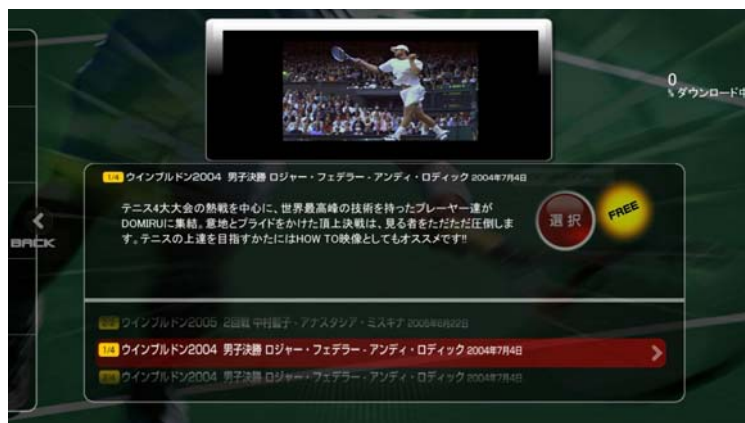 0
% ダウンロード中
1/4 ウインブルドン2004 男子決勝 ロジャー・フェデラー - アンディ・ロディック 2004年7月4日
テニス4大大会の熱戦を中心に、世界最高峰の技術を持ったプレーヤー達が
DOMIRUに集結。意地とプライドをかけた頂上決戦は、見る者をただただ圧倒しま
す。テニスの上達を目指すかたにはHOW TO映像としてもオススメです!!
選択
FREE
BACK
ウインブルドン2005 2回戦 中村藍子 - アナスタシア・ミスキナ 2005年6月22日
1/4 ウインブルドン2004 男子決勝 ロジャー・フェデラー - アンディ・ロディック 2004年7月4日
ウインブルドン2004 男子決勝 ロジャー・フェデラー - アンディ・ロディック 2004年7月4日